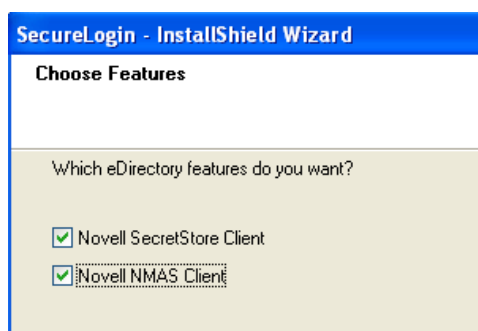 SecureLogin - InstallShield Wizard
Choose Features
Which eDirectory features do you want?
Novell SecretStore Client
Novell NMAS Client